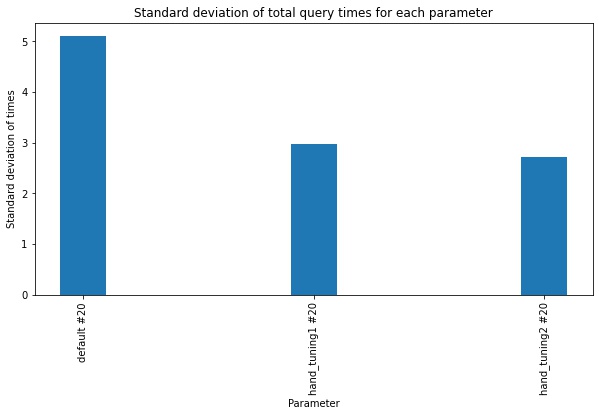 Standard deviation of total query times for each parameter
Standard deviation of times
5
4
3
2
1
0
default #20
hand_tuning1 #20
hand_tuning2 #20
Parameter